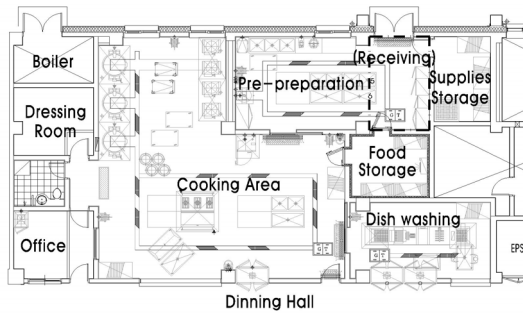 (Receiving)
Boiler
Pre-preparation
Supplies
Storage
Dressing
Room
Food
Storage
Cooking Area
Dish washing
Office
EPS
Dinning Hall